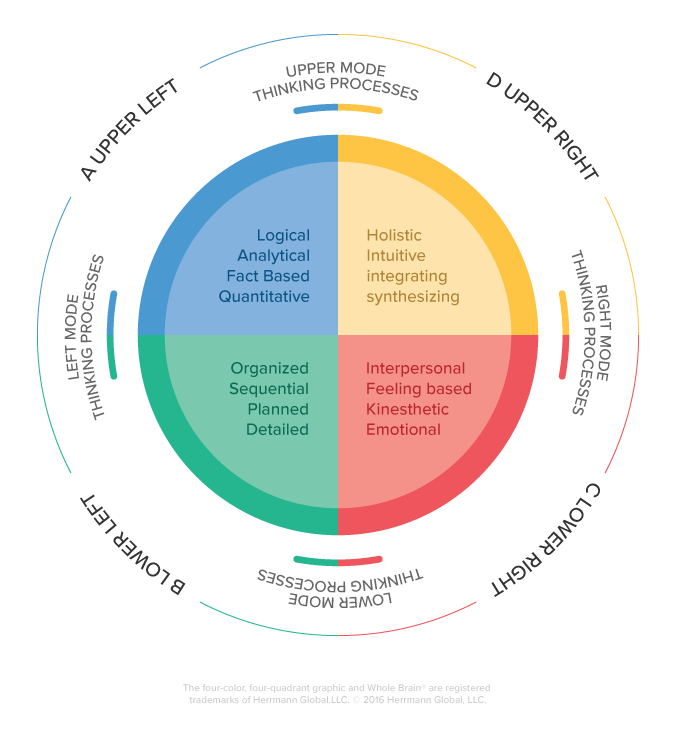 UPPER MODE
THINKING PROCESSES
A UPPER LEFT
D UPPER RIGHT
Logical
Analytical
Fact Based
Quantitative
Holistic
Intuitive
integrating
synthesizing
LEFT MODE
THINKING PROCESSES
RIGHT MODE
THINKING PROCESSES
Organized
Sequential
Planned
Detailed
Interpersonal
Feeling based
Kinesthetic
Emotional
B LOWER LEFT
C LOWER RIGHT
LOWER MODE
THINKING PROCESSES
The four-color, four-quadrant graphic and Whole Brain® are registered
trademarks of Herrmann Global,LLC. © 2016 Herrmann Global, LLC.